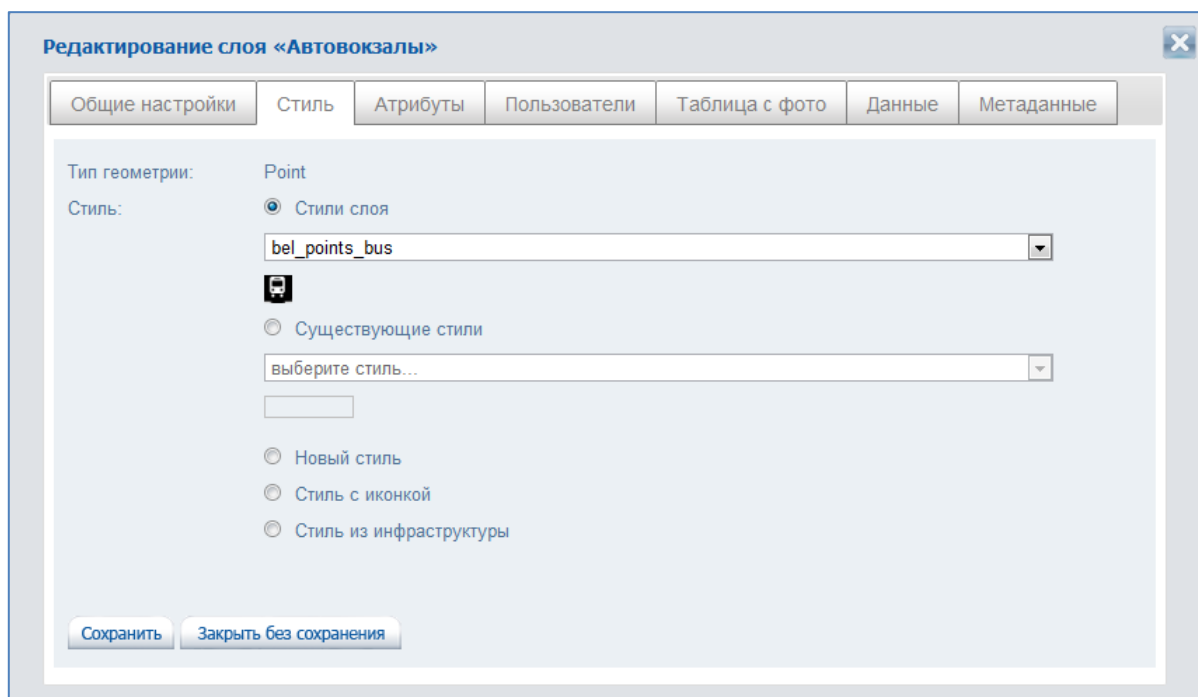 Редактирование слоя «Автовокзалы»
Общие настройки Стиль Атрибуты Пользователи Таблица с фото Данные Метаданные
Тип геометрии: Point
Стиль: Стили слоя
bel_points_bus
Существующие стили
выберите стиль...
Новый стиль
Стиль с иконкой
Стиль из инфраструктуры
Сохранить Закрыть без сохранения